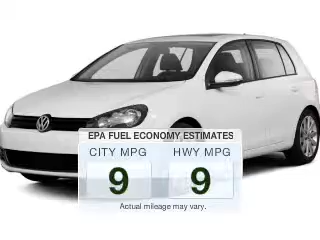 EPA FUEL ECONOMY ESTIMATES
CITY MPG HWY MPG
9 9
Actual mileage may vary.